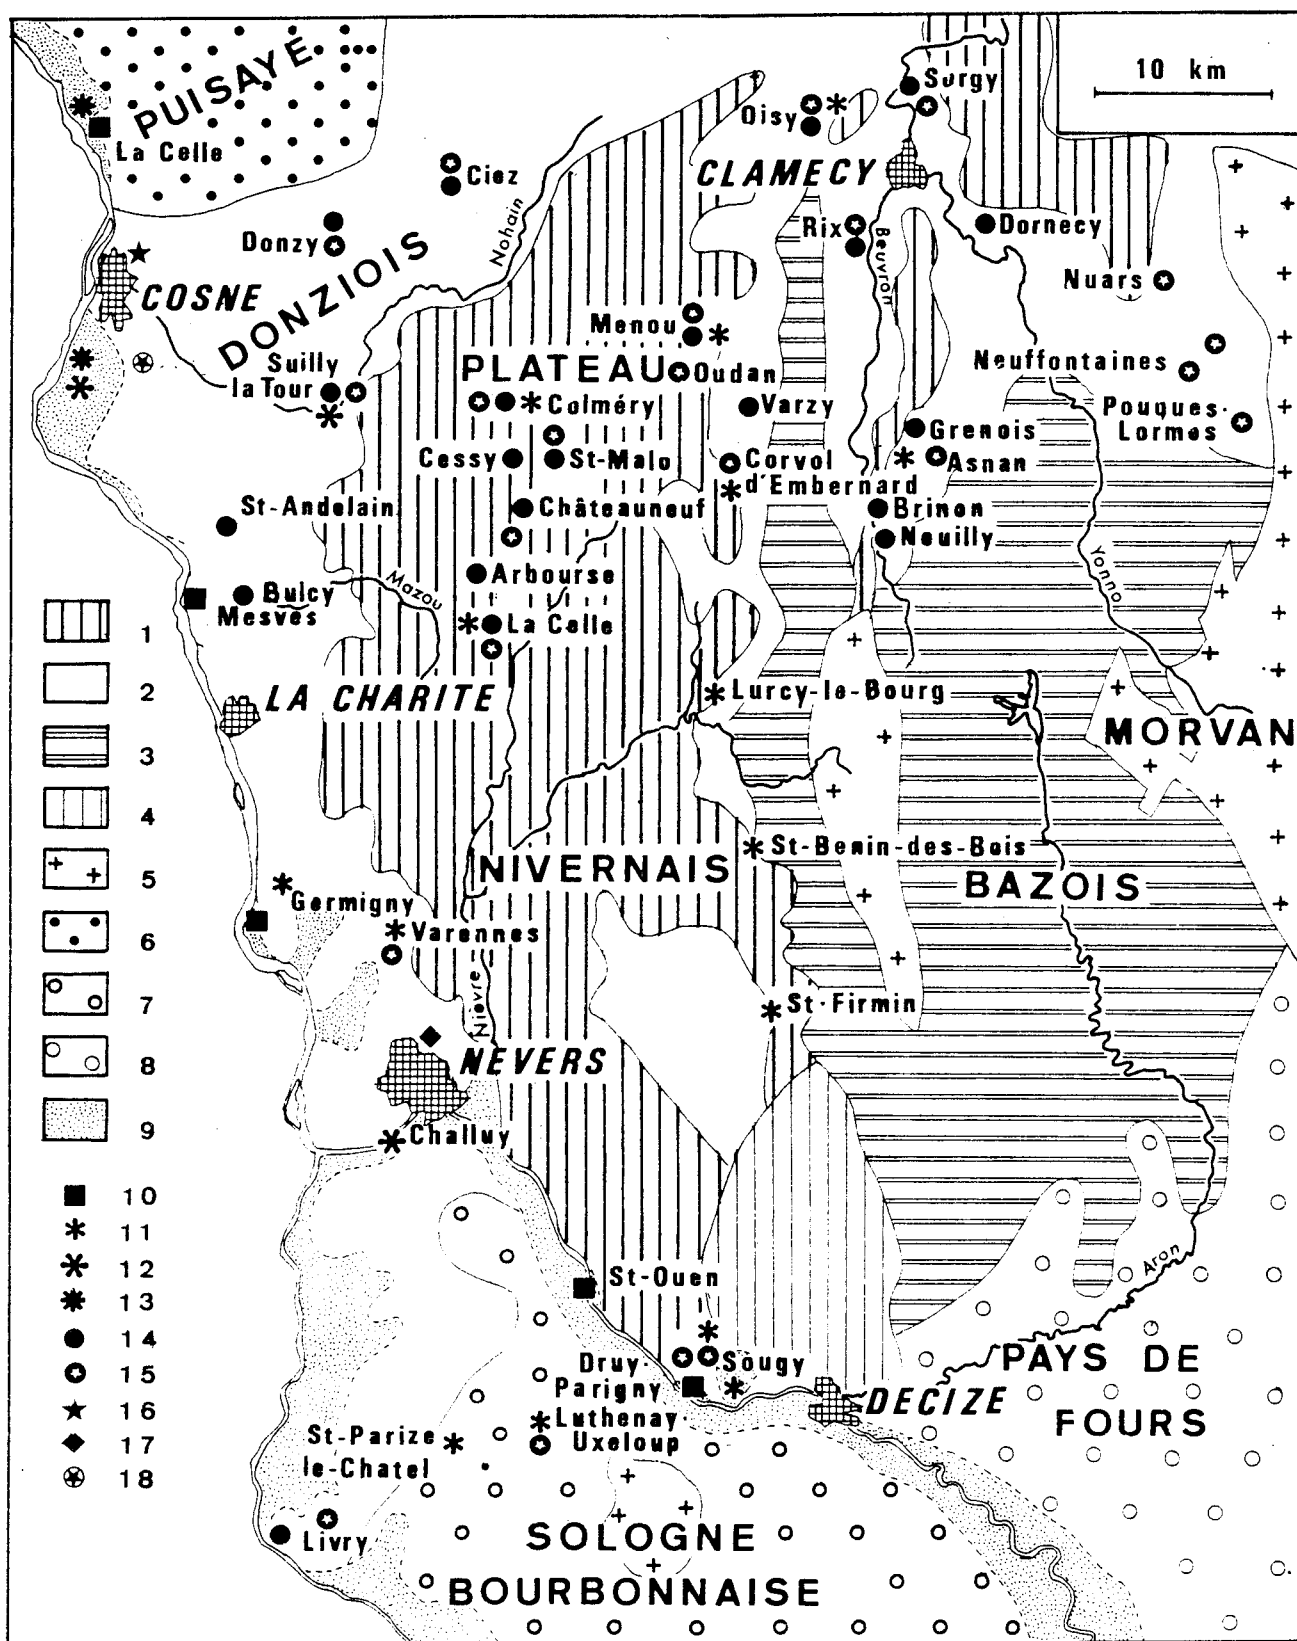 PUISAYE
10 km
Surgy
Oisy
La Celle
CLAMECY
Ciez
Nohain
Donzy
Rix
Beuvron
Dornecy
DONZIOIS
Nuars
COSNE
Menou
Neuffontaines
Suilly
la Tour
PLATEAU
Oudan
Colméry
Varzy
Pouques-
Lormes
Grenois
Cessy
St-Malo
Corvol
d'Embernard
Asnan
St-Andelain
Châteauneuf
Brinon
Neuilly
Yonne
Arbourse
Mazou
Bulcy
Mesves
La Celle
1
2
3
4
5
6
7
8
9
10
11
12
13
14
15
16
17
18
LA CHARITE
Lurcy-le-Bourg
MORVAN
St-Benin-des-Bois
NIVERNAIS
BAZOIS
Germigny
Varennes
Nièvre
St-Firmin
NEVERS
Challuy
Aron
St-Ouen
Druy-
Parigny
Sougy
PAYS DE
FOURS
DECIZE
Luthenay-
Uxeloup
St-Parize
le-Chatel
Livry
SOLOGNE
BOURBONNAISE